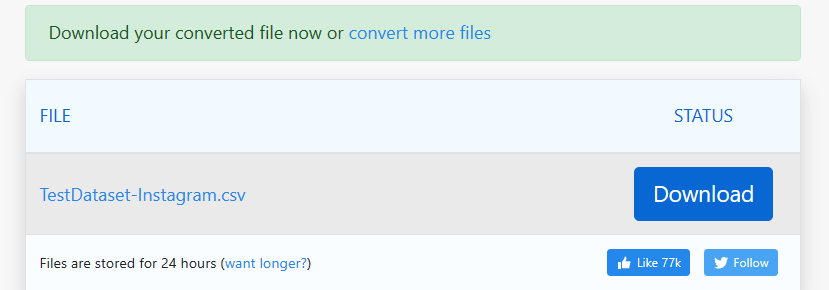 Download your converted file now or convert more files
FILE STATUS
TestDataset-Instagram.csv Download
Files are stored for 24 hours (want longer?) Like 77k Follow